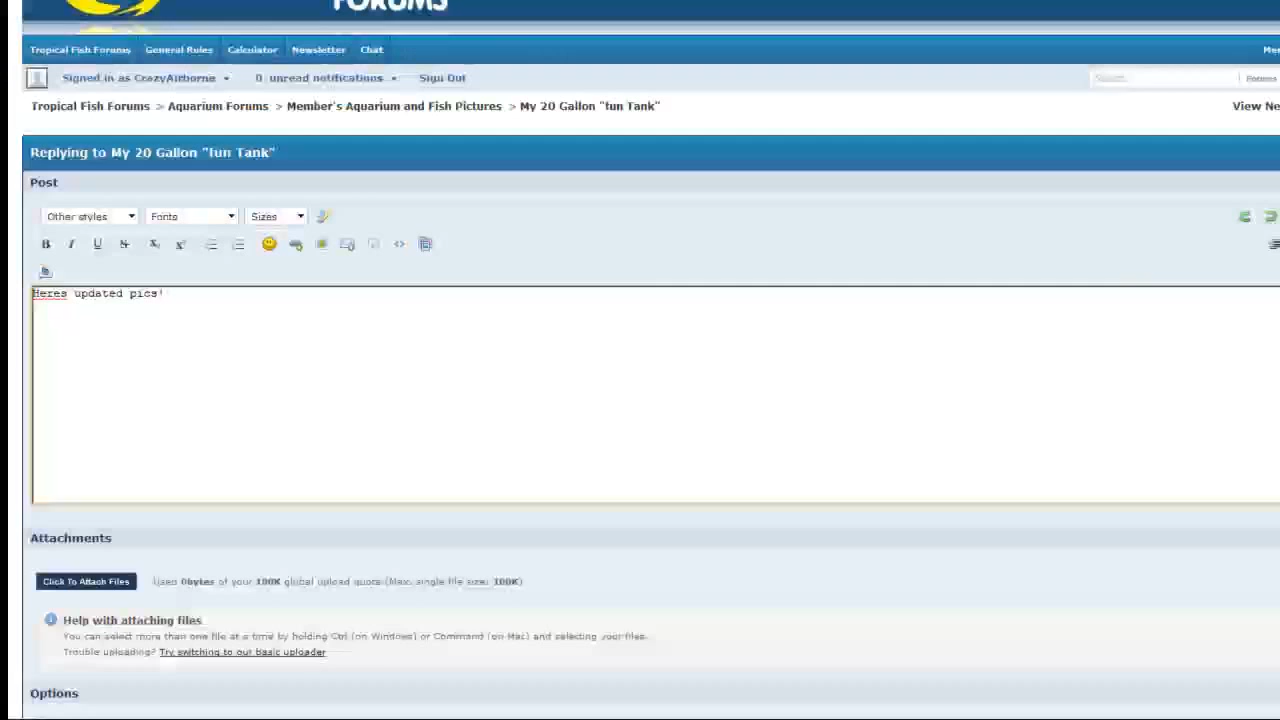 FORUMS
Tropical Fish Forums General Rules Calculator Newsletter Chat
Signed in as CrazyAirborne 0 unread notifications Sign Out Search... Forums
Tropical Fish Forums > Aquarium Forums > Member's Aquarium and Fish Pictures > My 20 Gallon "fun Tank" View Ne
Replying to My 20 Gallon "fun Tank"
Post
Other styles Fonts Sizes
B I U S X₂ X²
Heres updated pics!
Attachments
Click To Attach Files Used 0bytes of your 100K global upload quota (Max. single file size: 100K)
Help with attaching files
You can select more than one file at a time by holding Ctrl (on Windows) or Command (on Mac) and selecting your files.
Trouble uploading? Try switching to our basic uploader
Options